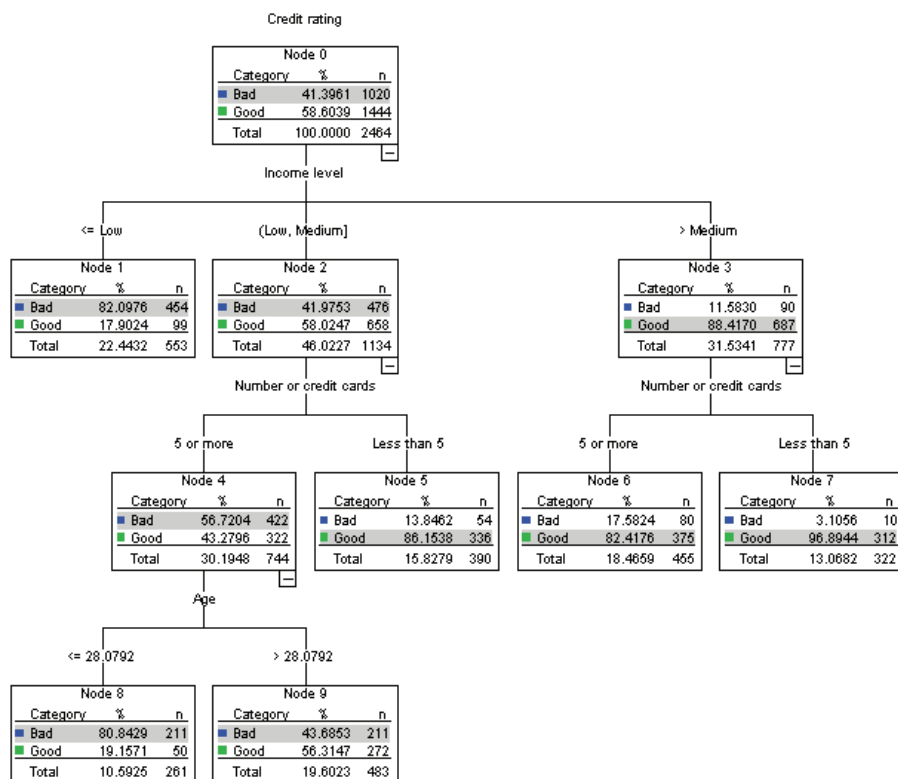 Credit rating
Node 0
Category % n
Bad 41.3961 1020
Good 58.6039 1444
Total 100.0000 2464
Income level
<= Low
(Low, Medium]
> Medium
Node 1
Category % n
Bad 82.0976 454
Good 17.9024 99
Total 22.4432 553
Node 2
Category % n
Bad 41.9753 476
Good 58.0247 658
Total 46.0227 1134
Node 3
Category % n
Bad 11.5830 90
Good 88.4170 687
Total 31.5341 777
Number or credit cards
Number or credit cards
5 or more
Less than 5
5 or more
Less than 5
Node 4
Category % n
Bad 56.7204 422
Good 43.2796 322
Total 30.1948 744
Node 5
Category % n
Bad 13.8462 54
Good 86.1538 336
Total 15.8279 390
Node 6
Category % n
Bad 17.5824 80
Good 82.4176 375
Total 18.4659 455
Node 7
Category % n
Bad 3.1056 10
Good 96.8944 312
Total 13.0682 322
Age
<= 28.0792
> 28.0792
Node 8
Category % n
Bad 80.8429 211
Good 19.1571 50
Total 10.5925 261
Node 9
Category % n
Bad 43.6853 211
Good 56.3147 272
Total 19.6023 483